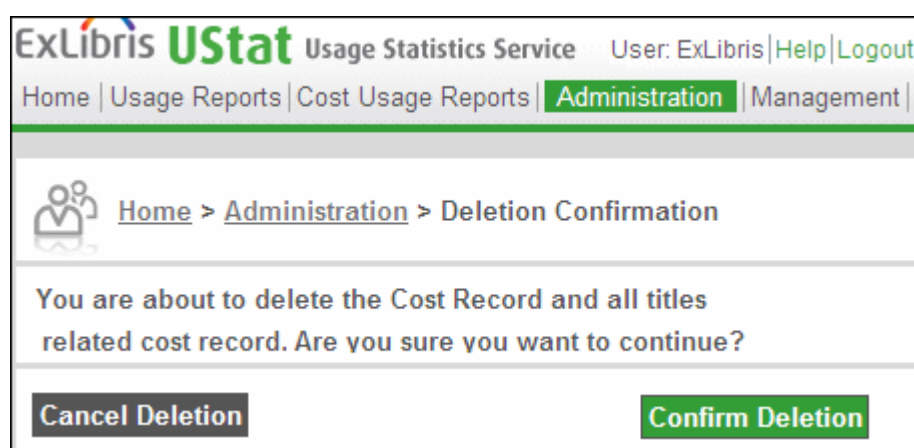 ExLibris UStat Usage Statistics Service User: ExLibris|Help|Logout
Home | Usage Reports | Cost Usage Reports | Administration | Management |
Home > Administration > Deletion Confirmation
You are about to delete the Cost Record and all titles
related cost record. Are you sure you want to continue?
Cancel Deletion Confirm Deletion